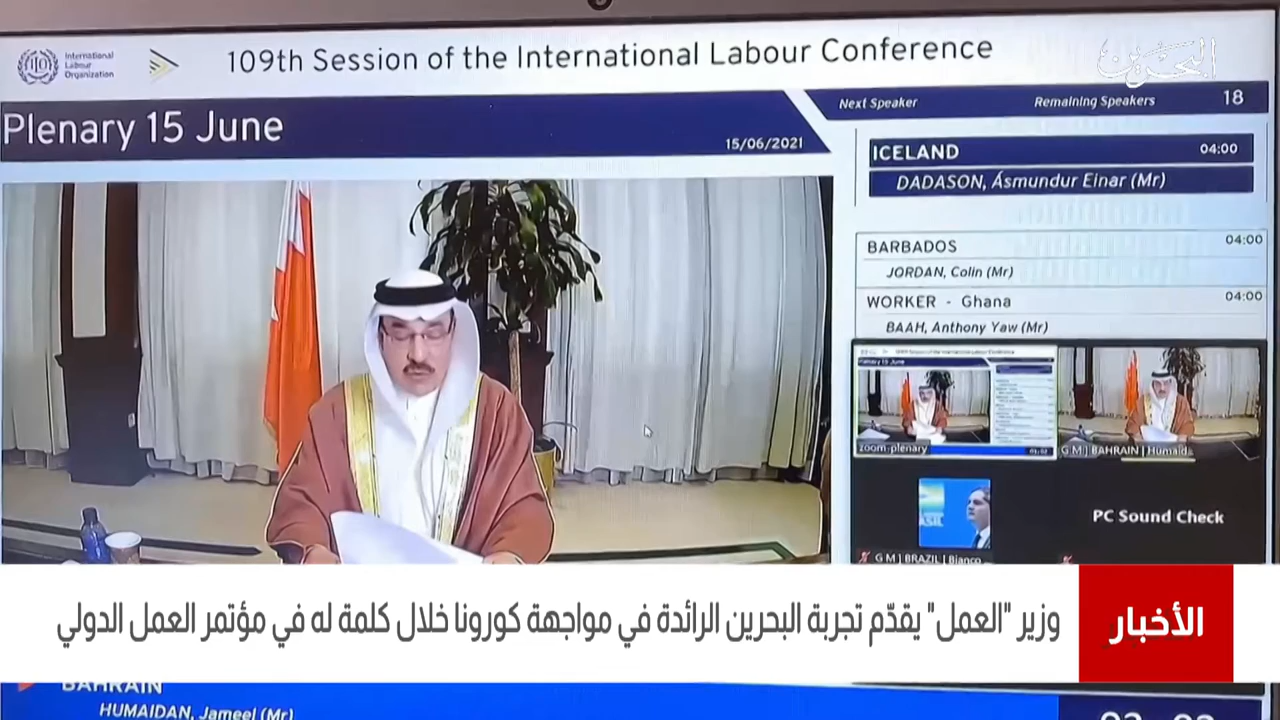 International
Labour
Organization
109th Session of the International Labour Conference
البحرين
Plenary 15 June
15/06/2021
Next Speaker
Remaining Speakers
18
ICELAND
04:00
DADASON, Ásmundur Einar (Mr)
BARBADOS
04:00
JORDAN, Colin (Mr)
WORKER - Ghana
04:00
BAAH, Anthony Yaw (Mr)
zoom-plenary
G M | BAHRAIN | Humaid
PC Sound Check
G M | BRAZIL | Bianco
الأخبار
وزير "العمل" يقدّم تجربة البحرين الرائدة في مواجهة كورونا خلال كلمة له في مؤتمر العمل الدولي
BAHRAIN
HUMAIDAN, Jameel (Mr)